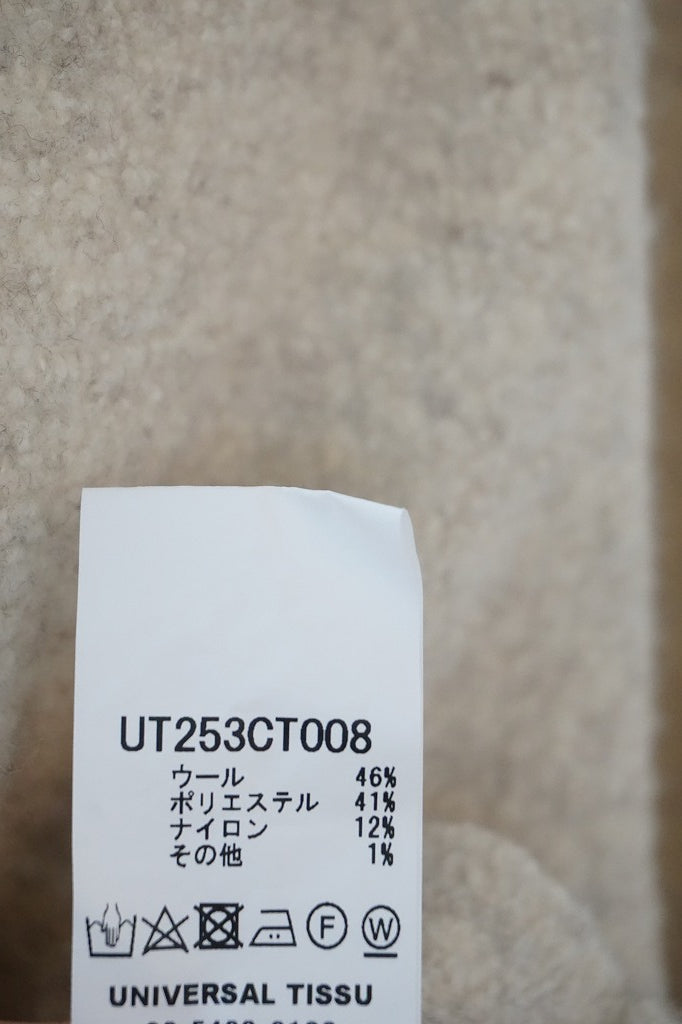 UT253CT008
ウール 46%
ポリエステル 41%
ナイロン 12%
その他 1%
F W
UNIVERSAL TISSU